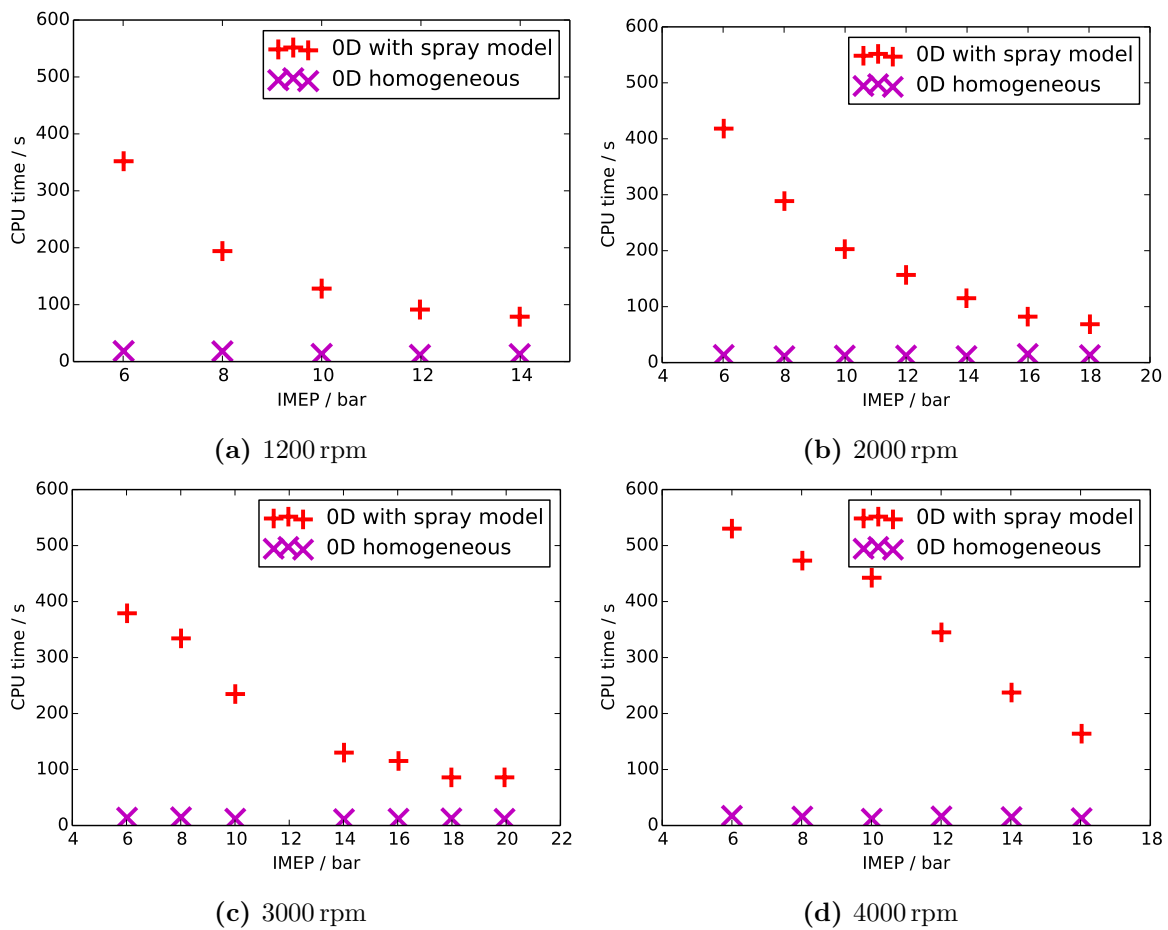 600
500
400
300
200
100
0
CPU time / s
0D with spray model
0D homogeneous
6 8 10 12 14
IMEP / bar
(a) 1200 rpm
600
500
400
300
200
100
0
CPU time / s
0D with spray model
0D homogeneous
4 6 8 10 12 14 16 18 20
IMEP / bar
(b) 2000 rpm
600
500
400
300
200
100
0
CPU time / s
0D with spray model
0D homogeneous
4 6 8 10 12 14 16 18 20 22
IMEP / bar
(c) 3000 rpm
600
500
400
300
200
100
0
CPU time / s
0D with spray model
0D homogeneous
4 6 8 10 12 14 16 18
IMEP / bar
(d) 4000 rpm